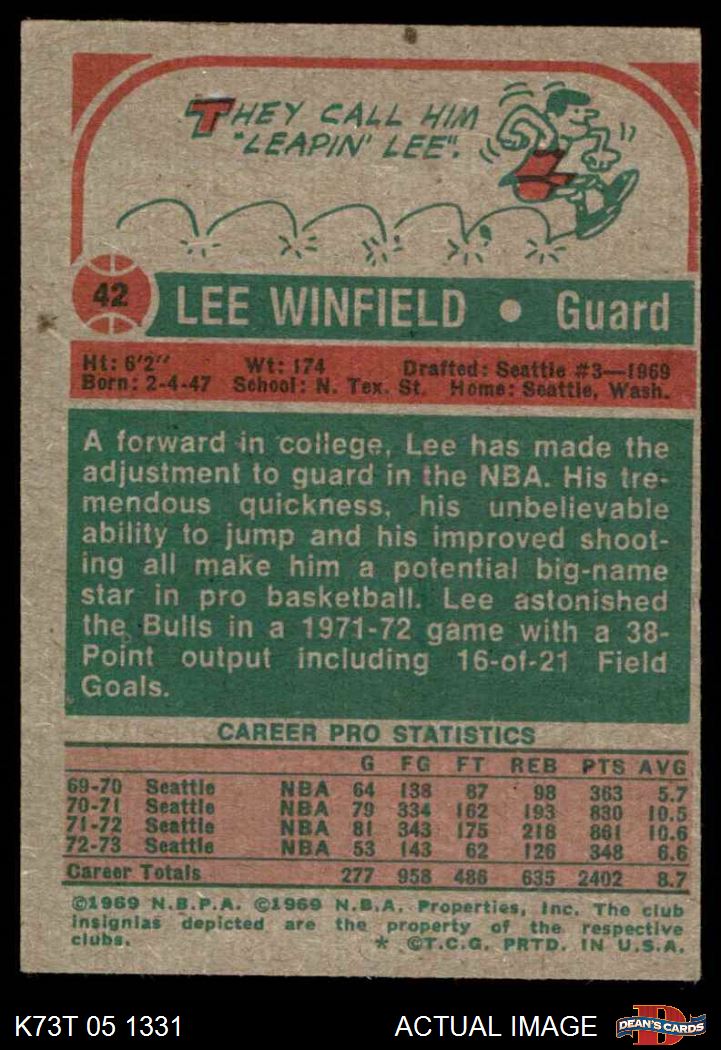 THEY CALL HIM
"LEAPIN' LEE".
42
LEE WINFIELD • Guard
Ht: 6'2" Wt: 174 Drafted: Seattle #3—1969
Born: 2-4-47 School: N. Tex. St. Home: Seattle, Wash.
A forward in college, Lee has made the
adjustment to guard in the NBA. His tre-
mendous quickness, his unbelievable
ability to jump and his improved shoot-
ing all make him a potential big-name
star in pro basketball. Lee astonished
the Bulls in a 1971-72 game with a 38-
Point output including 16-of-21 Field
Goals.
CAREER PRO STATISTICS
G FG FT REB PTS AVG
69-70 Seattle NBA 64 138 87 98 363 5.7
70-71 Seattle NBA 79 334 162 193 830 10.5
71-72 Seattle NBA 81 343 175 218 861 10.6
72-73 Seattle NBA 53 143 62 126 348 6.6
Career Totals 277 958 486 635 2402 8.7
©1969 N.B.P.A. ©1969 N.B.A. Properties, Inc. The club
insignias depicted are the property of the respective
clubs. * ©T.C.G. PRTD. IN U.S.A.
K73T 05 1331 ACTUAL IMAGE D DEAN'S CARDS